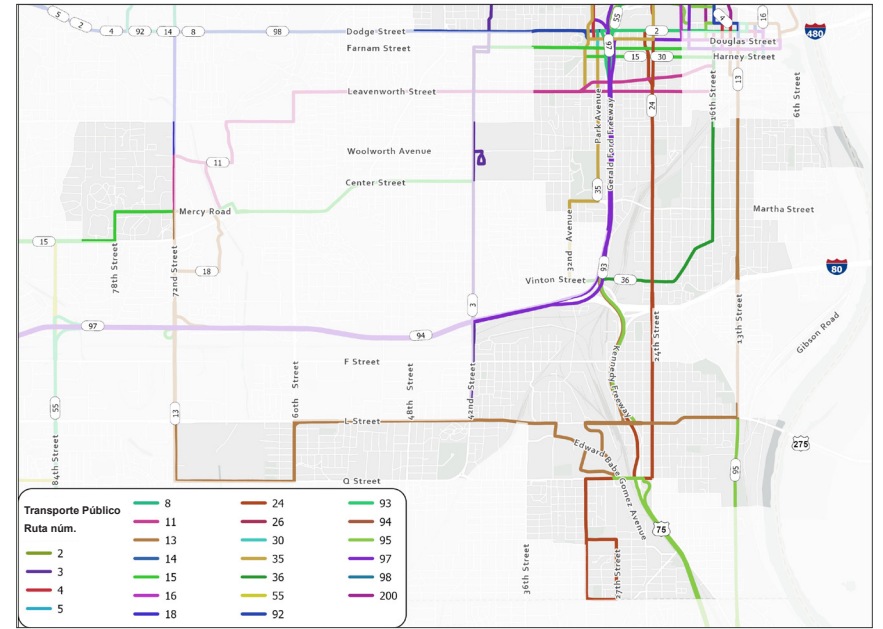 5
2
4
92
14
8
98
Dodge Street
Farnam Street
55
97
2
4
16
480
Douglas Street
15
30
Harney Street
13
Leavenworth Street
Park Avenue
Gerald Ford Freeway
24
16th Street
6th Street
Woolworth Avenue
11
Center Street
35
Mercy Road
Martha Street
15
78th Street
72nd Street
18
32nd Avenue
93
Vinton Street
36
80
3
97
94
24th Street
13th Street
Gibson Road
F Street
60th Street
48th Street
42nd Street
Kennedy Freeway
55
13
L Street
84th Street
Edward Babe Gomez Avenue
275
95
Q Street
75
36th Street
27th Street
Transporte Público
Ruta núm.
2
3
4
5
8
11
13
14
15
16
18
24
26
30
35
36
55
92
93
94
95
97
98
200